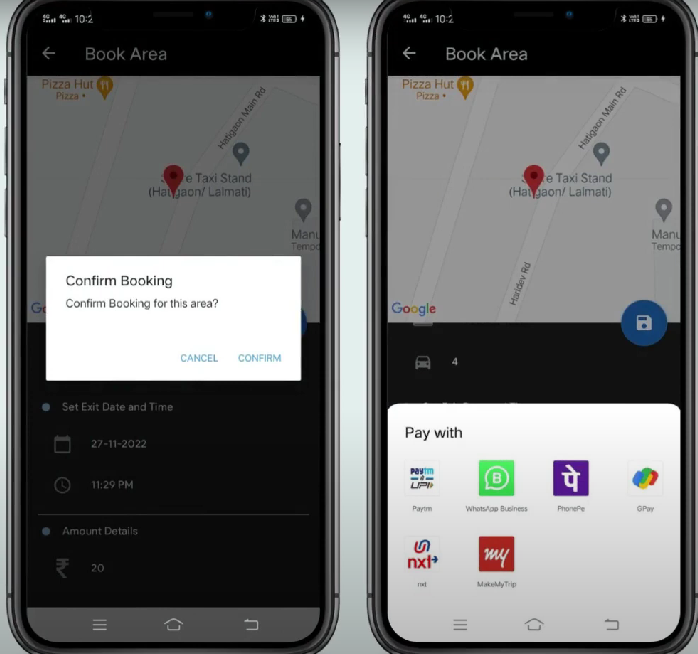 10:2
Book Area
Pizza Hut
Pizza •
Hatigaon Main Rd
e Taxi Stand
(Hatigaon/ Lalmati)
Manu
Tempo
Confirm Booking
Confirm Booking for this area?
CANCEL CONFIRM
Set Exit Date and Time
27-11-2022
11:29 PM
Amount Details
₹ 20
10:2
Book Area
Pizza Hut
Pizza •
Hatigaon Main Rd
e Taxi Stand
(Hatigaon/ Lalmati)
Manu
Tempo
Haridev Rd
Google
4
Pay with
Paytm
UPI
B
पे
Paytm WhatsApp Business PhonePe GPay
nxt
my
nxt MakeMyTrip